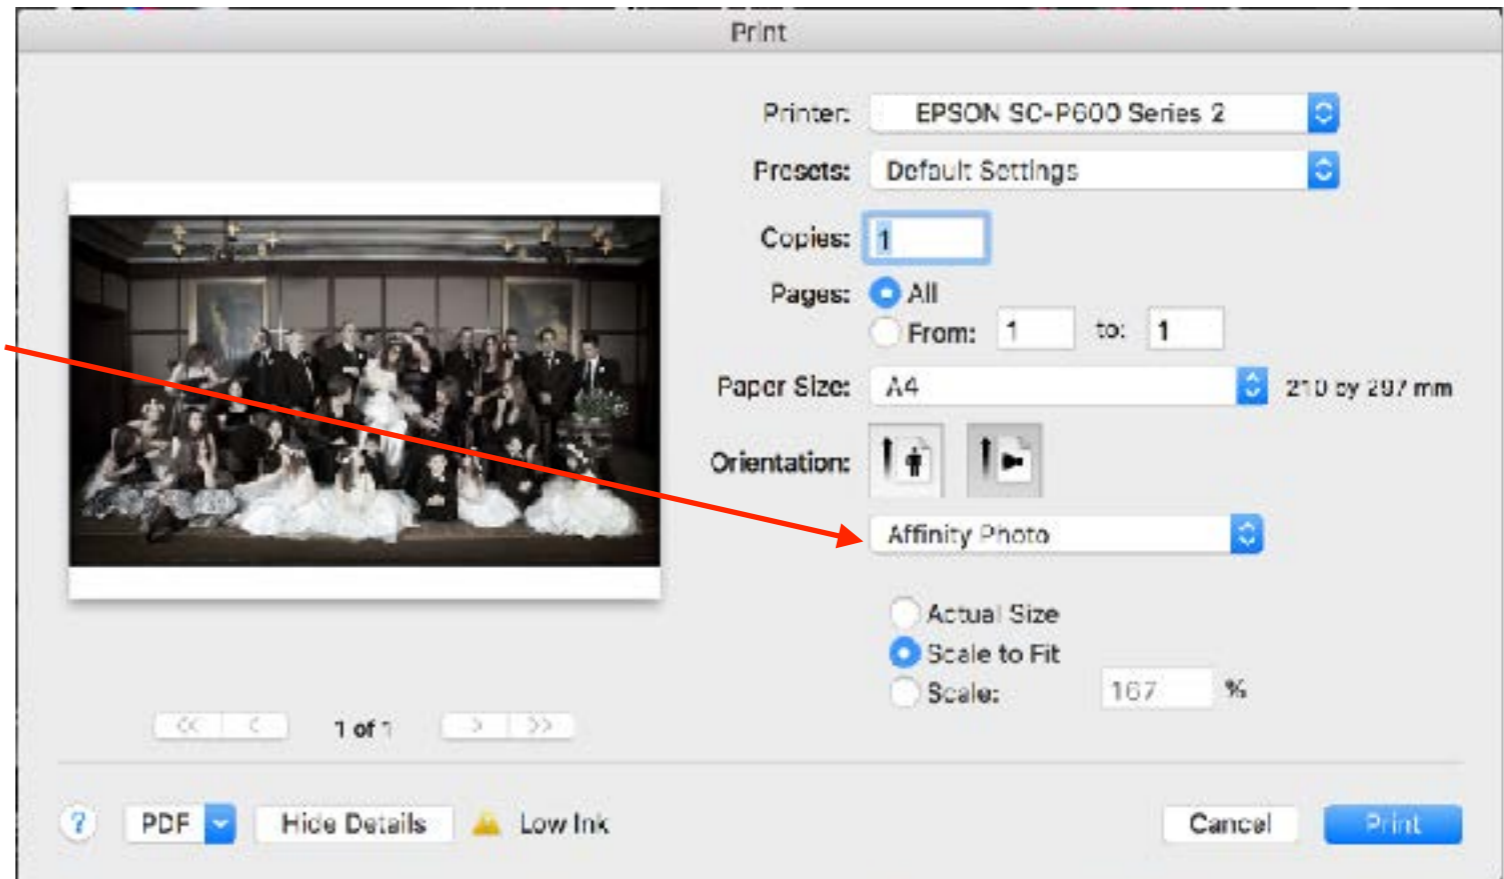 Print
Printer: EPSON SC-P600 Series 2
Presets: Default Settings
Copies: 1
Pages: All
From: 1 to: 1
Paper Size: A4 210 by 297 mm
Orientation:
Affinity Photo
Actual Size
Scale to Fit
Scale: 167 %
<< < 1 of 1 > >>
? PDF Hide Details Low Ink Cancel Print